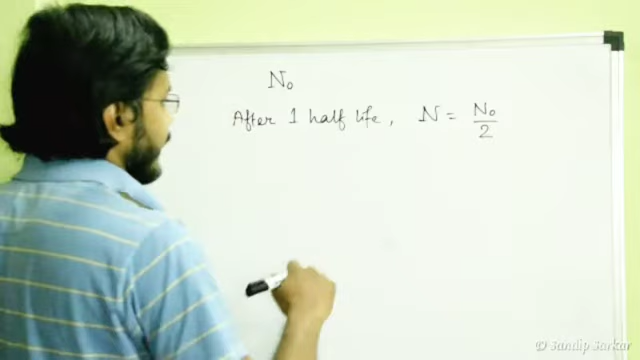 N₀
After 1 half life, N = N₀/2
© Sandip Sarkar